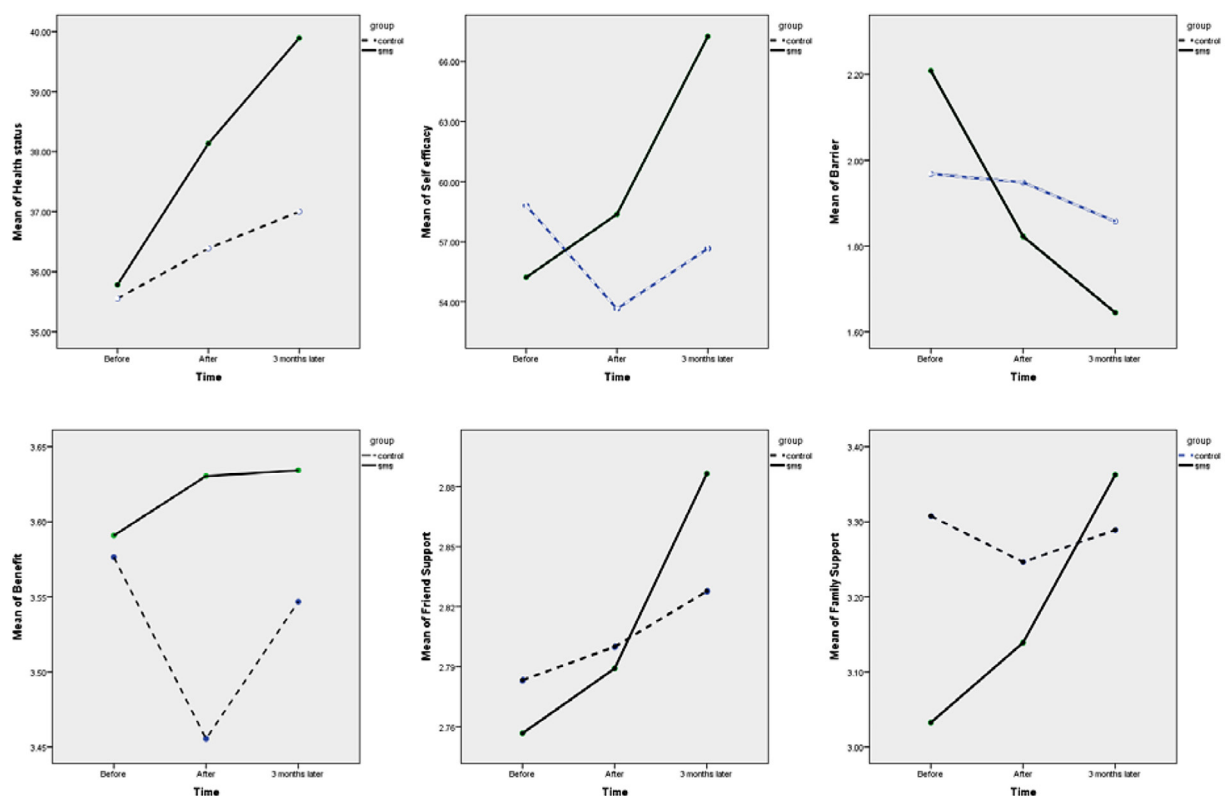 group
control
sms
Mean of Health status
40.00
39.00
38.00
37.00
36.00
35.00
Before
After
3 months later
Time
group
control
sms
Mean of Self efficacy
66.00
63.00
60.00
57.00
54.00
Before
After
3 months later
Time
group
control
sms
Mean of Barrier
2.20
2.00
1.80
1.60
Before
After
3 months later
Time
group
control
sms
Mean of Benefit
3.65
3.60
3.55
3.50
3.45
Before
After
3 months later
Time
group
control
sms
Mean of Friend Support
2.88
2.85
2.82
2.79
2.76
Before
After
3 months later
Time
group
control
sms
Mean of Family Support
3.40
3.30
3.20
3.10
3.00
Before
After
3 months later
Time